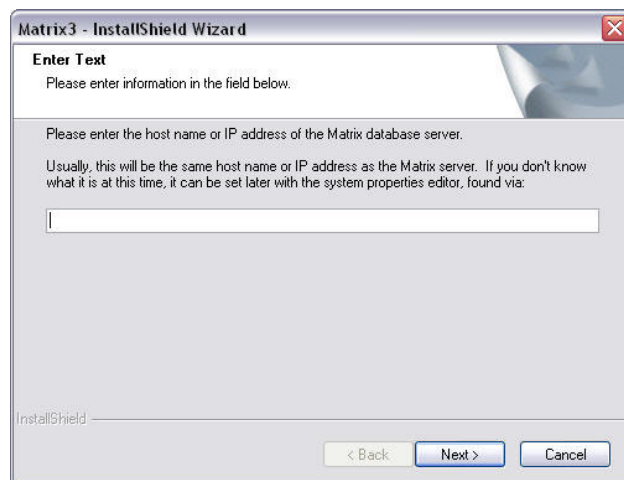 Matrix3 - InstallShield Wizard
Enter Text
Please enter information in the field below.
Please enter the host name or IP address of the Matrix database server.
Usually, this will be the same host name or IP address as the Matrix server. If you don't know
what it is at this time, it can be set later with the system properties editor, found via:
InstallShield
< Back
Next >
Cancel